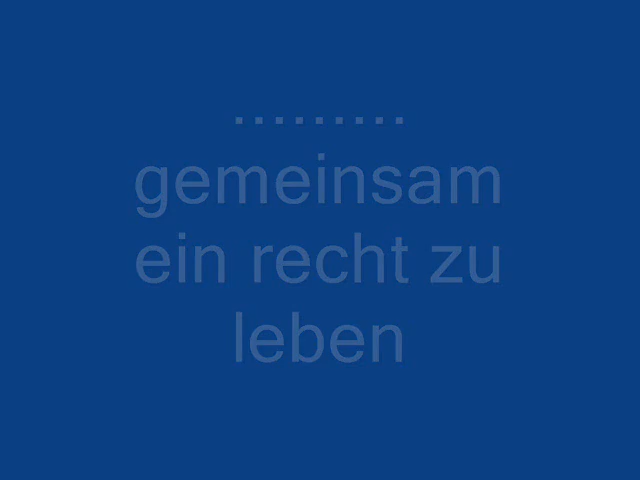 .........
gemeinsam
ein recht zu
leben